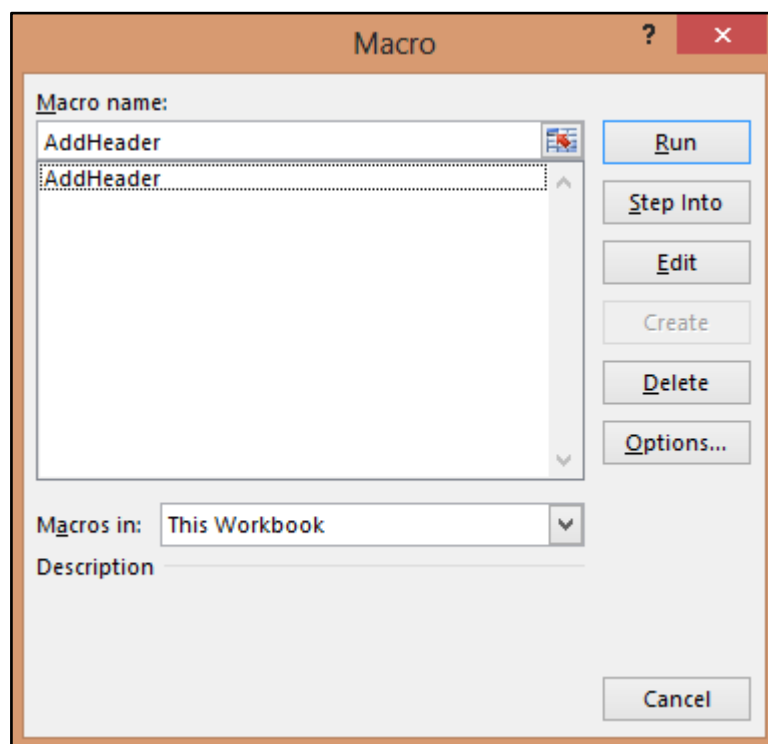 Macro
?
×
Macro name:
AddHeader
AddHeader
Run
Step Into
Edit
Create
Delete
Options...
Macros in: This Workbook
Description
Cancel